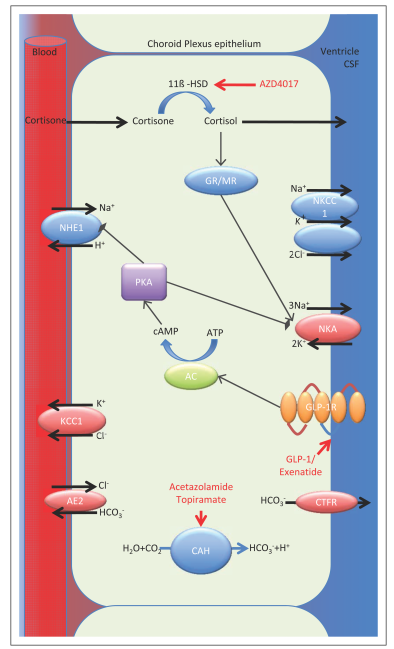 Choroid Plexus epithelium
Blood
Ventricle
CSF
11ß -HSD
AZD4017
Cortisone
Cortisone
Cortisol
GR/MR
Na⁺
NKCC
1
K⁺
2Cl⁻
Na⁺
NHE1
H⁺
PKA
3Na⁺
NKA
2K⁺
cAMP
ATP
AC
K⁺
KCC1
Cl⁻
GLP-1R
GLP-1/
Exenatide
Cl⁻
AE2
HCO₃⁻
Acetazolamide
Topiramate
HCO₃⁻
CTFR
H₂O+CO₂
CAH
HCO₃⁻+H⁺